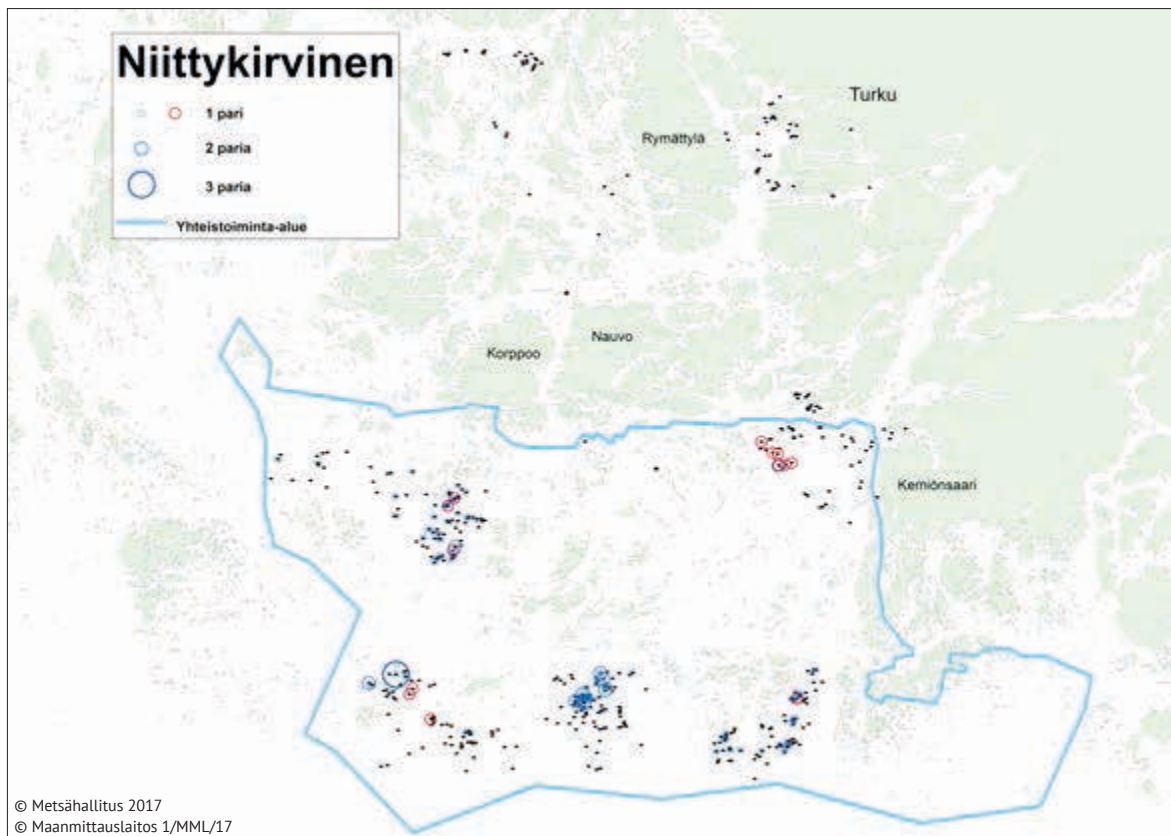 Niittykirvinen
1 pari
2 paria
3 paria
Yhteistoiminta-alue
Turku
Rymättylä
Nauvo
Korppoo
Kemiönsaari
© Metsähallitus 2017
© Maanmittauslaitos 1/MML/17